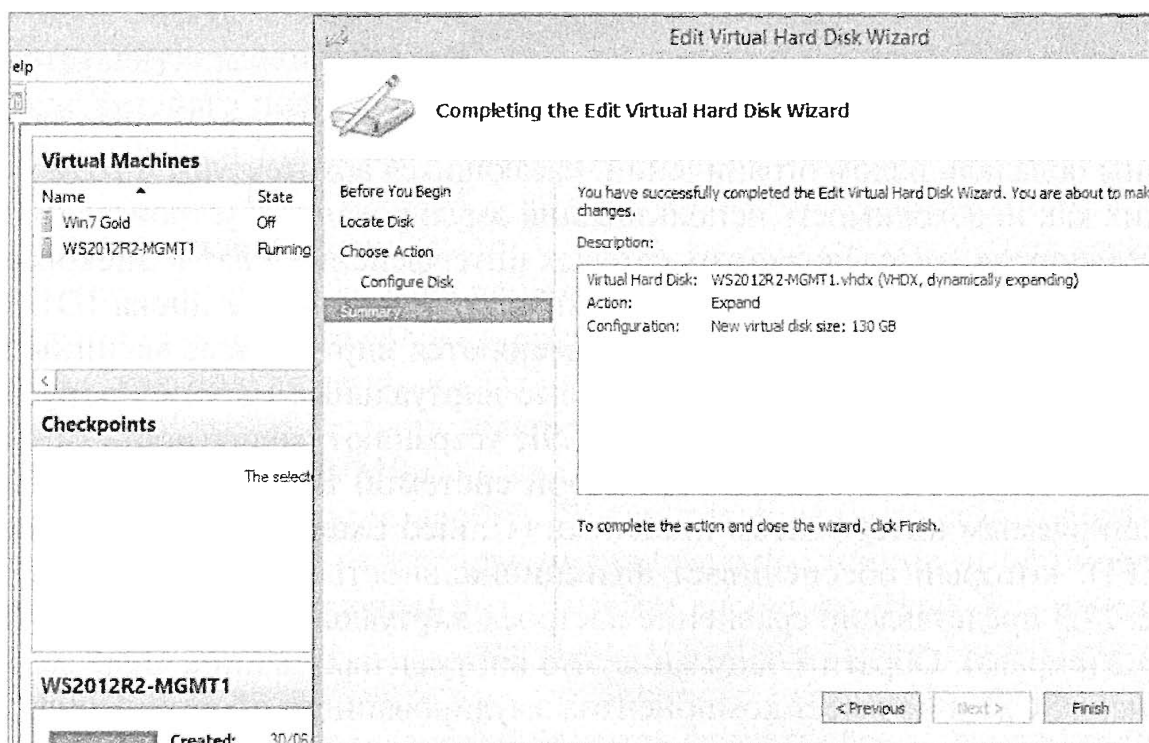 Edit Virtual Hard Disk Wizard
elp
Completing the Edit Virtual Hard Disk Wizard
Virtual Machines
Name State
Win7 Gold Off
WS2012R2-MGMT1 Running
Before You Begin
Locate Disk
Choose Action
Configure Disk
Summary
You have successfully completed the Edit Virtual Hard Disk Wizard. You are about to mak
changes.
Description:
Virtual Hard Disk: WS2012R2-MGMT1.vhdx (VHDX, dynamically expanding)
Action: Expand
Configuration: New virtual disk size: 130 GB
Checkpoints
The selecte
To complete the action and close the wizard, click Finish.
WS2012R2-MGMT1
Created: 30/06
< Previous Next > Finish